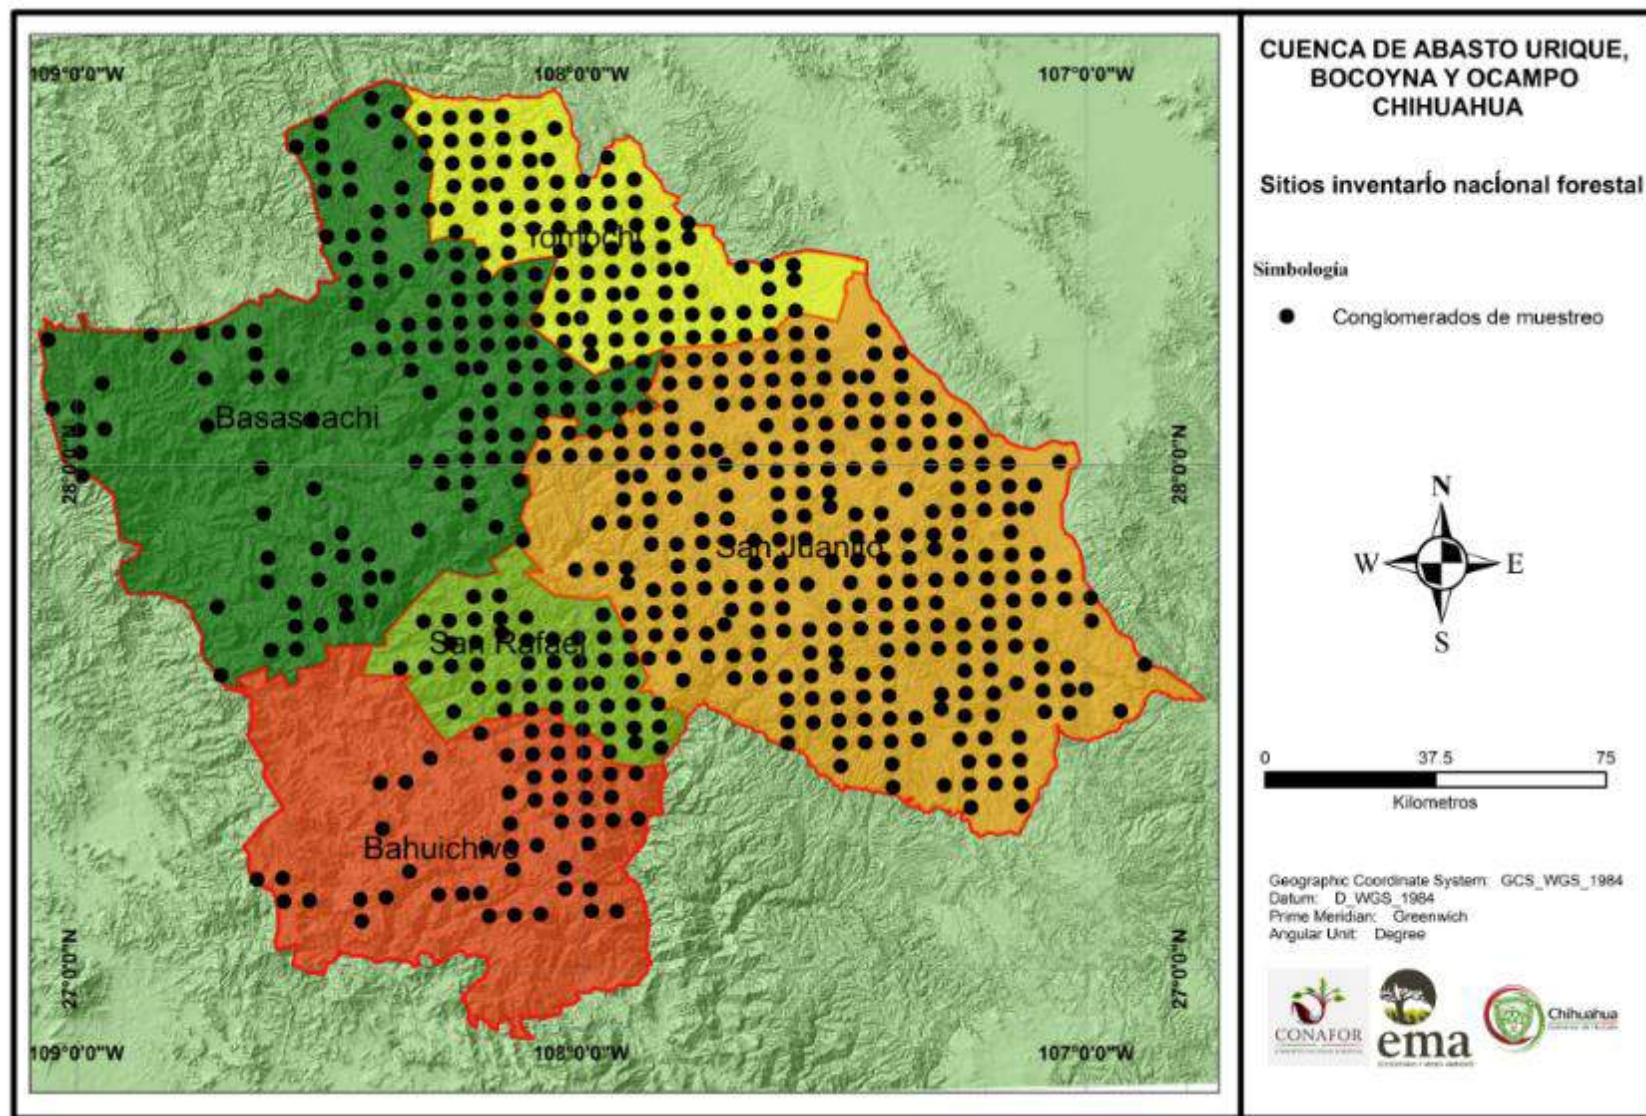 109°0'0"W 108°0'0"W 107°0'0"W
Tomochi
Basaseachi
28°0'0"N 28°0'0"N
San Juanito
San Rafael
Bahuichivo
27°0'0"N 27°0'0"N
109°0'0"W 108°0'0"W 107°0'0"W
CUENCA DE ABASTO URIQUE,
BOCOYNA Y OCAMPO
CHIHUAHUA
Sitios inventarÍo nacÍonal forestal
Simbología
Conglomerados de muestreo
N
W E
S
0 37.5 75
Kilometros
Geographic Coordinate System: GCS_WGS_1984
Datum: D_WGS_1984
Prime Meridian: Greenwich
Angular Unit: Degree
CONAFOR
ema
Chihuahua